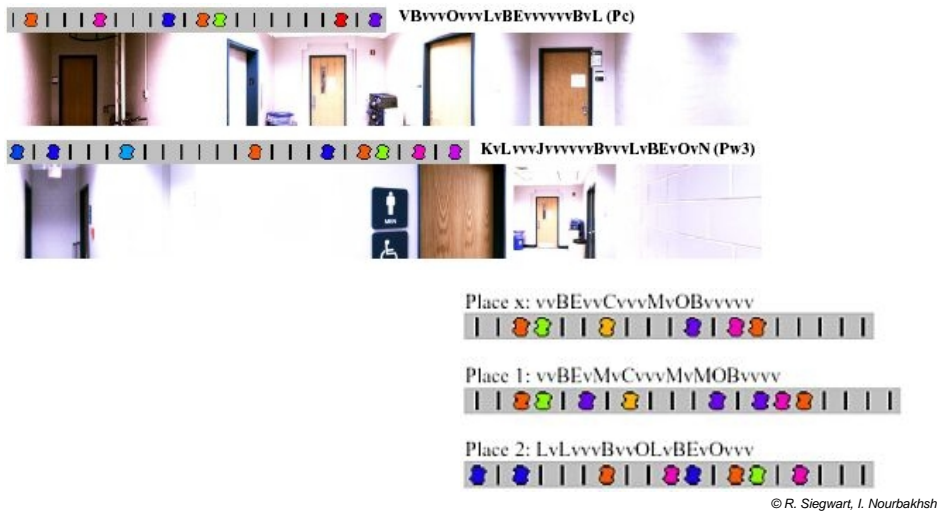 VBvvvOvvvLvBEvvvvvvBvL (Pc)
KvLvvvJvvvvvvBvvvLvBEvOvN (Pw3)
MEN
Place x: vvBEvvCvvvMvOBvvvvv
Place 1: vvBEvMvCvvvMvMOBvvvv
Place 2: LvLvvvBvvOLvBEvOvvv
© R. Siegwart, I. Nourbakhsh